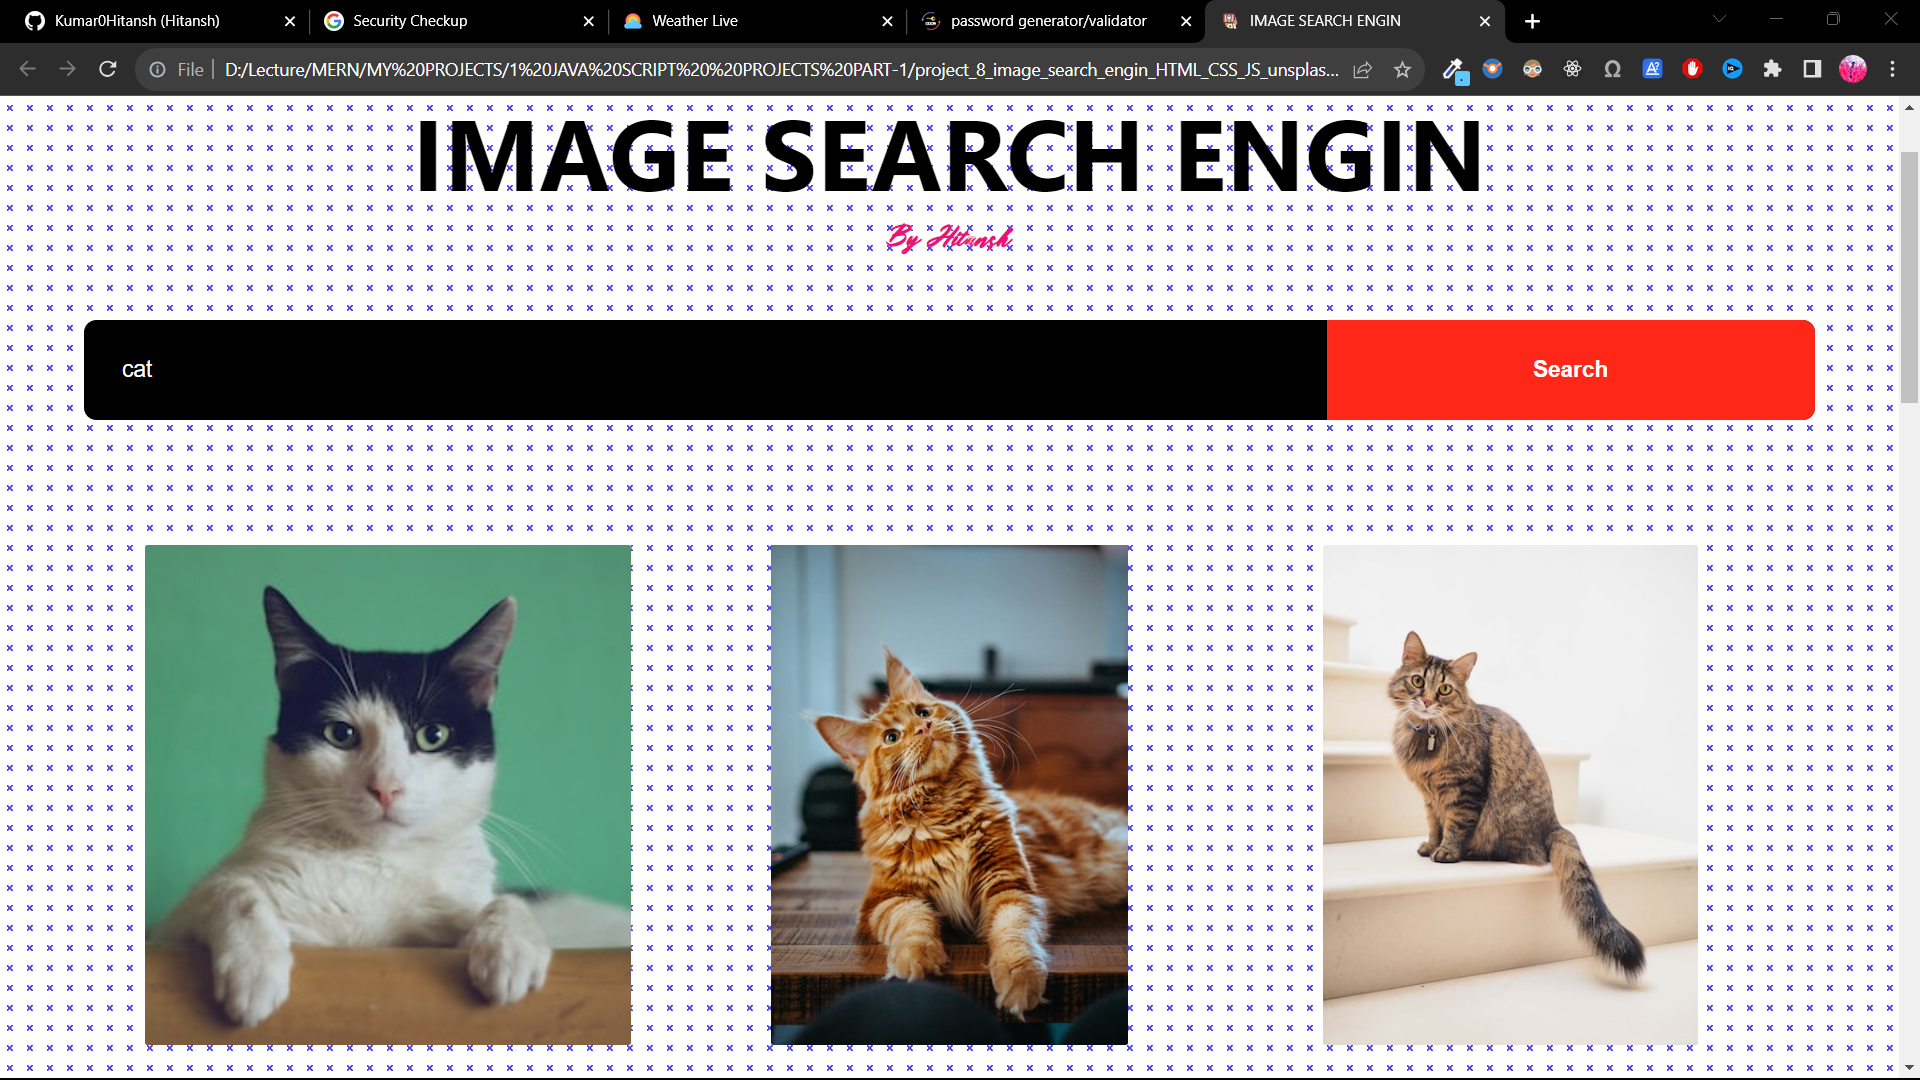 Kumar0Hitansh (Hitansh)
Security Checkup
Weather Live
password generator/validator
IMAGE SEARCH ENGIN
File
D:/Lecture/MERN/MY%20PROJECTS/1%20JAVA%20SCRIPT%20%20PROJECTS%20PART-1/project_8_image_search_engin_HTML_CSS_JS_unsplas...
IMAGE SEARCH ENGIN
By Hitansh
cat
Search